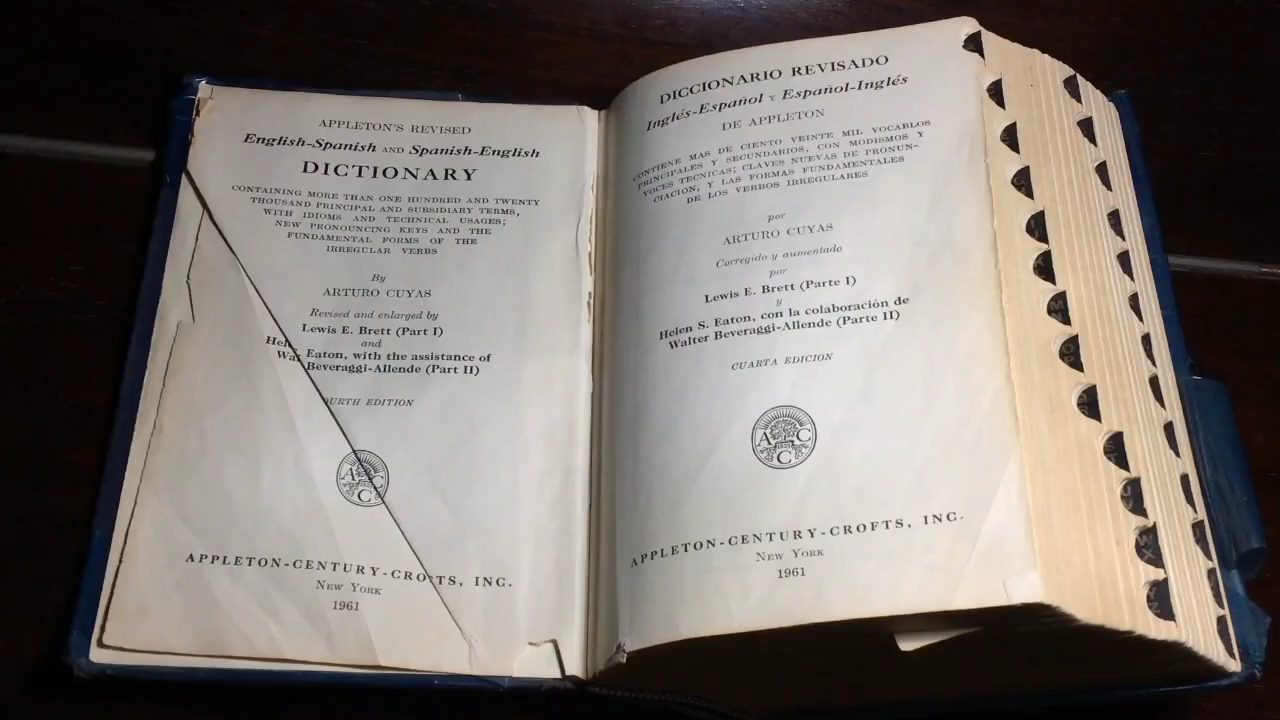 APPLETON'S REVISED
English-Spanish AND Spanish-English
DICTIONARY
CONTAINING MORE THAN ONE HUNDRED AND TWENTY
THOUSAND PRINCIPAL AND SUBSIDIARY TERMS,
WITH IDIOMS AND TECHNICAL USAGES;
NEW PRONOUNCING KEYS AND THE
FUNDAMENTAL FORMS OF THE
IRREGULAR VERBS
By
ARTURO CUYAS
Revised and enlarged by
Lewis E. Brett (Part I)
and
Eaton, with the assistance of
Beveraggi-Allende (Part II)
EDITION
A C C
APPLETON-CENTURY-CROFTS, INC.
New York
1961
DICCIONARIO REVISADO
Inglés-Español Y Español-Inglés
DE APPLETON
CONTIENE MAS DE CIENTO VEINTE MIL VOCABLOS
PRINCIPALES Y SECUNDARIOS, CON MODISMOS Y
VOCES TECNICAS; CLAVES NUEVAS DE PRONUN-
CIACION, Y LAS FORMAS FUNDAMENTALES
DE LOS VERBOS IRREGULARES
por
ARTURO CUYAS
Corregido y aumentado
por
Lewis E. Brett (Parte I)
y
Helen S. Eaton, con la colaboración de
Walter Beveraggi-Allende (Parte II)
CUARTA EDICION
A C C
APPLETON-CENTURY-CROFTS, INC.
New York
1961
MN
OP
ST
UV
WX
YZ